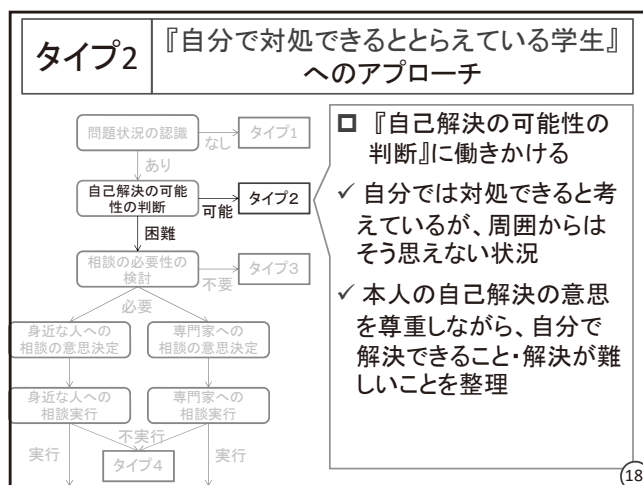 タイプ2
『自分で対処できるととらえている学生』
へのアプローチ
問題状況の認識
なし
タイプ1
あり
自己解決の可能
性の判断
可能
タイプ2
困難
相談の必要性の
検討
不要
タイプ3
必要
身近な人への
相談の意思決定
専門家への
相談の意思決定
身近な人への
相談実行
専門家への
相談実行
不実行
実行
タイプ4
実行
『自己解決の可能性の
判断』に働きかける
✓ 自分では対処できると考
えているが、周囲からは
そう思えない状況
✓ 本人の自己解決の意思
を尊重しながら、自分で
解決できること・解決が難
しいことを整理
18